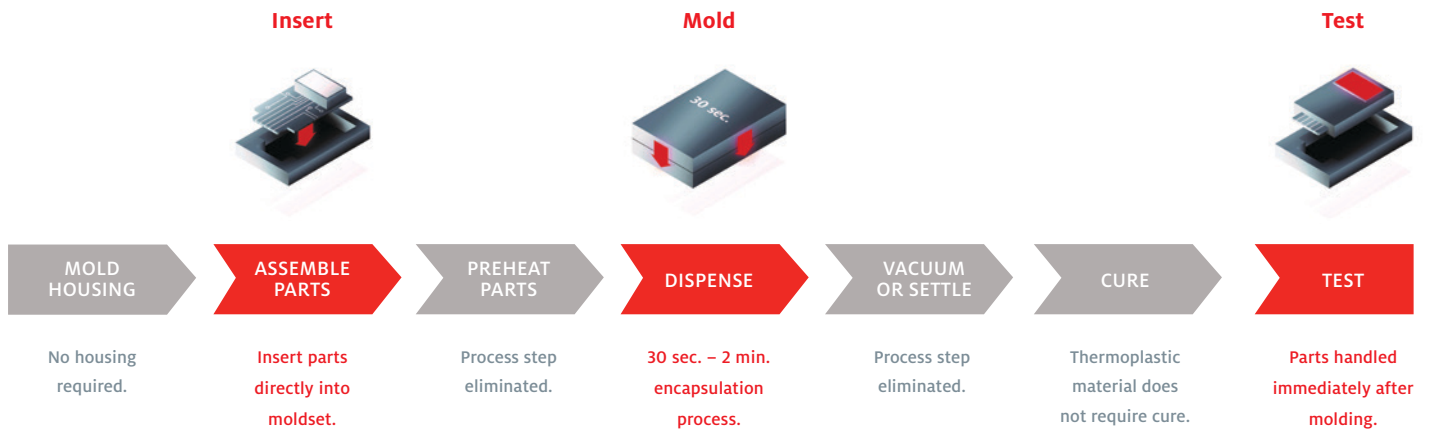 Insert
Mold
Test
30 sec.
MOLD
HOUSING
ASSEMBLE
PARTS
PREHEAT
PARTS
DISPENSE
VACUUM
OR SETTLE
CURE
TEST
No housing
required.
Insert parts
directly into
moldset.
Process step
eliminated.
30 sec. – 2 min.
encapsulation
process.
Process step
eliminated.
Thermoplastic
material does
not require cure.
Parts handled
immediately after
molding.